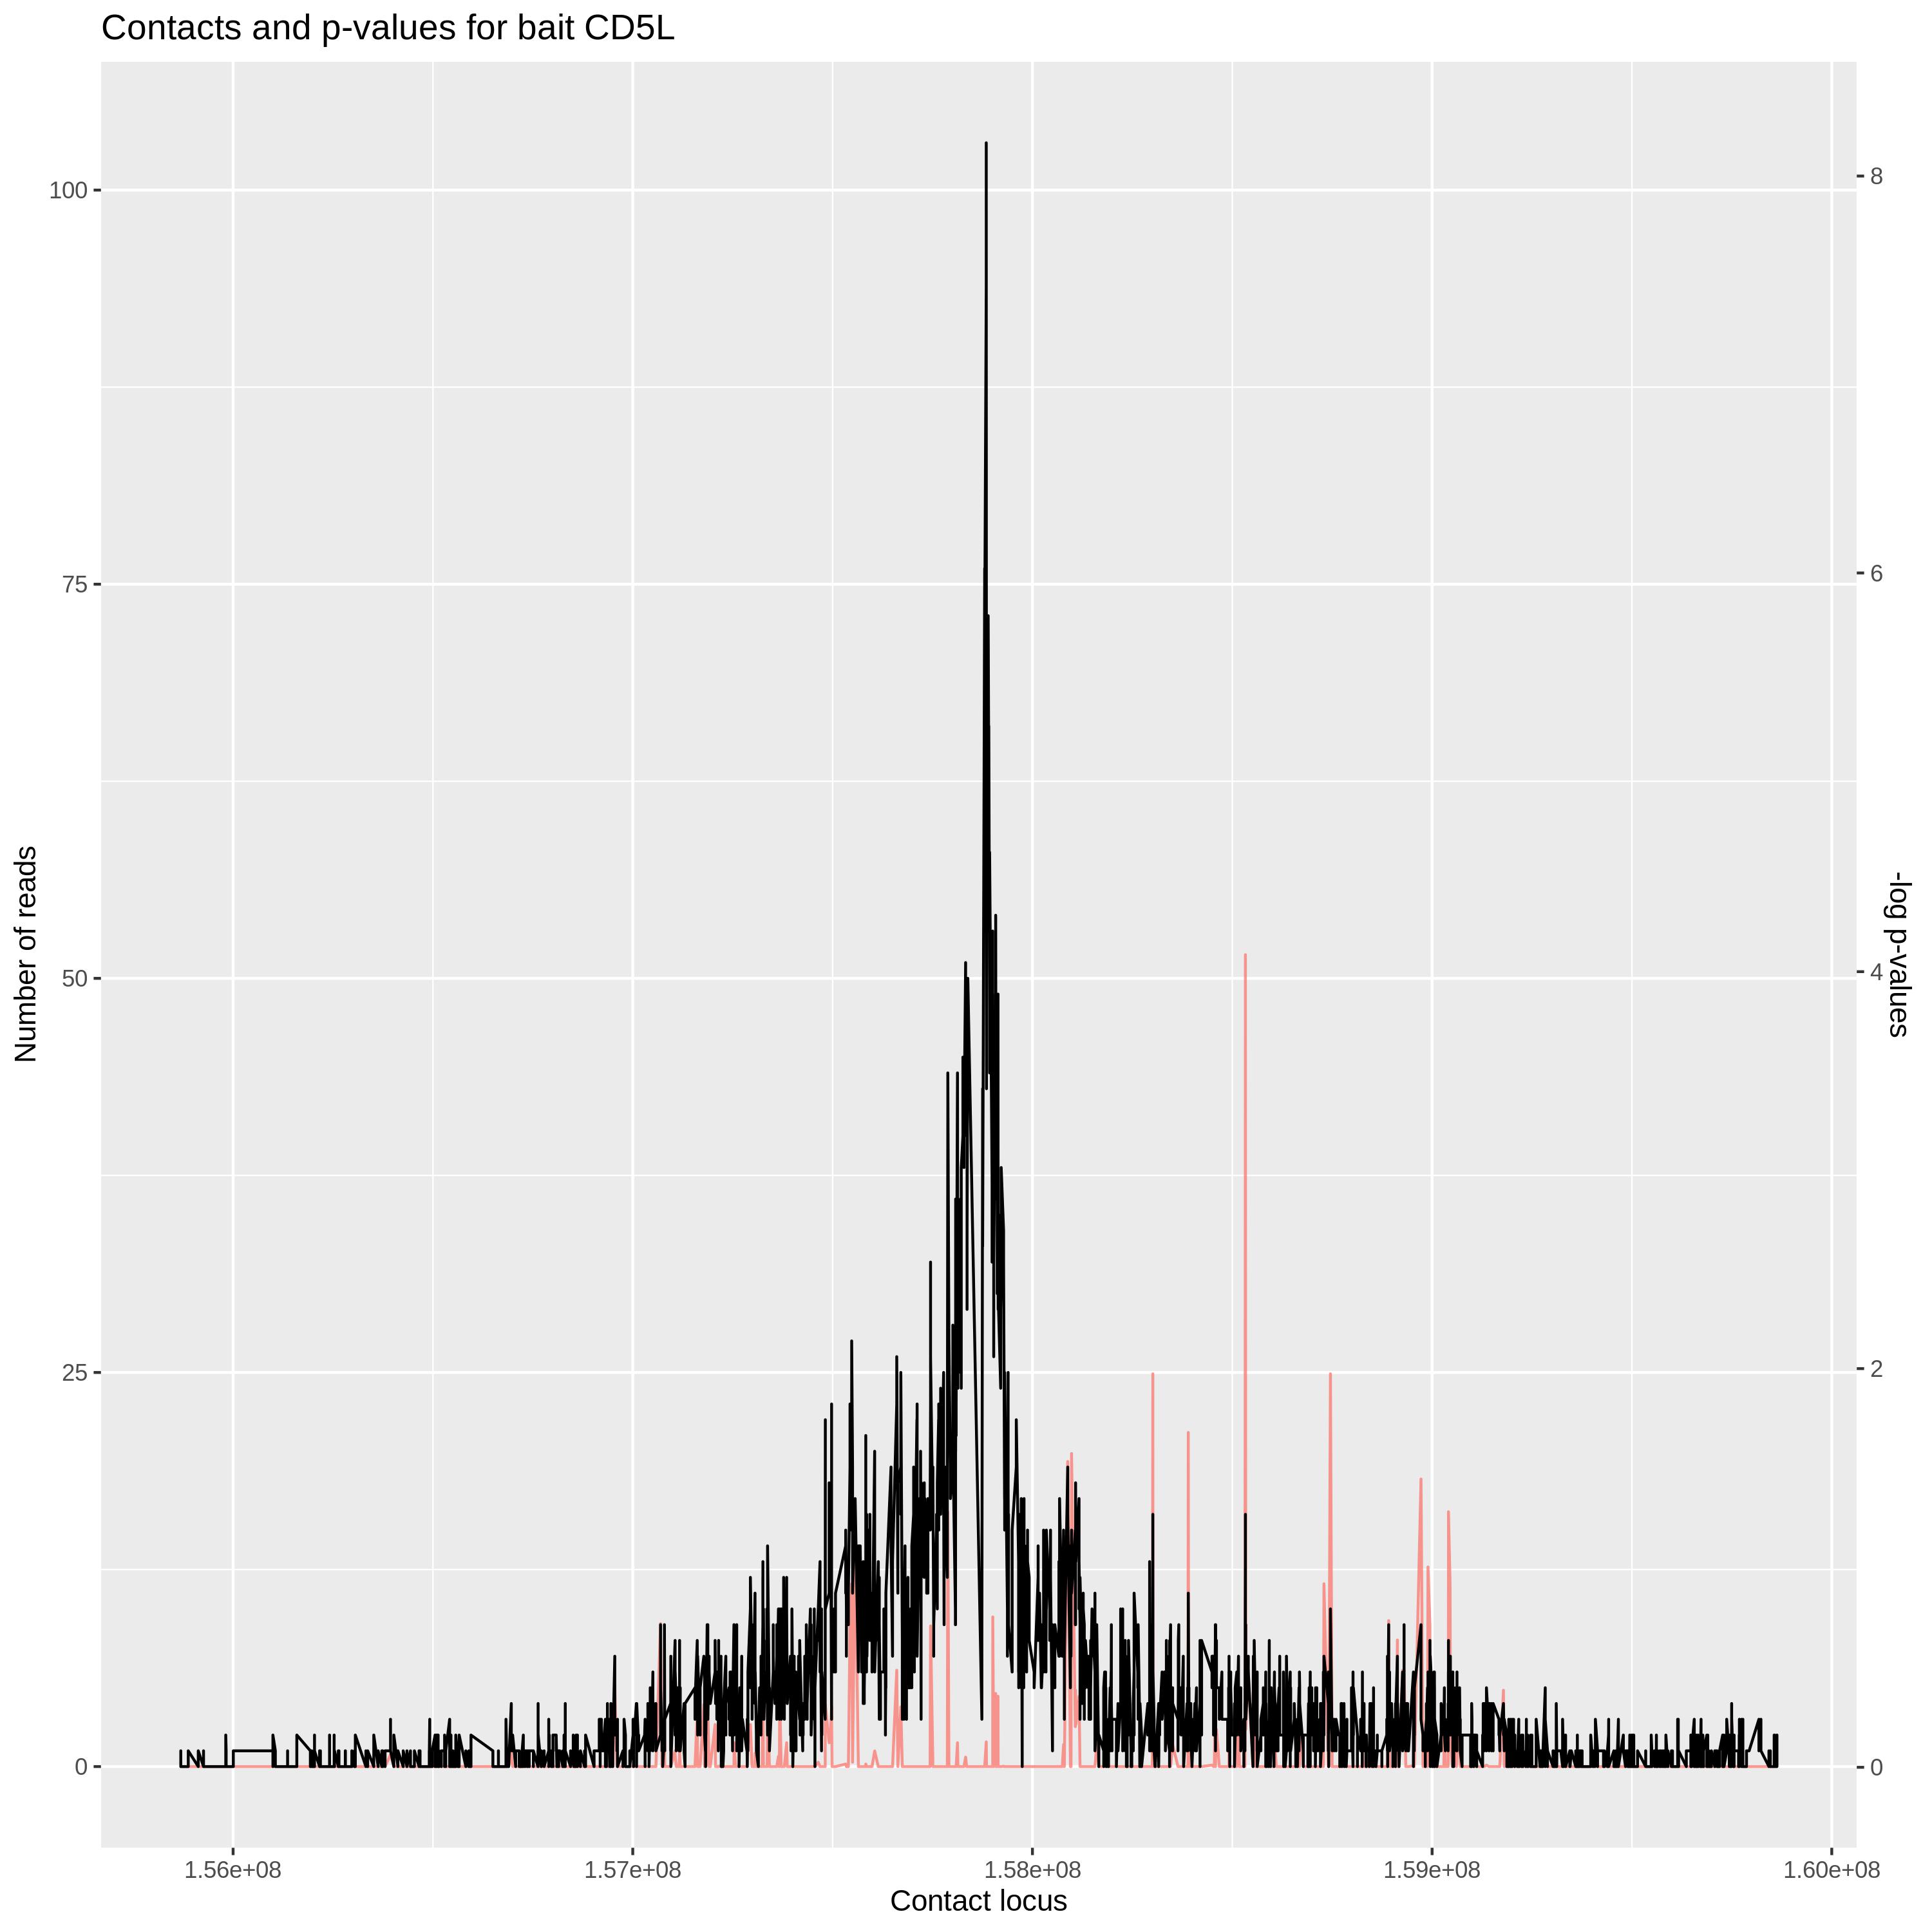 Contacts and p-values for bait CD5L
100
75
50
25
0
Number of reads
8
6
4
2
0
-log p-values
1.56e+08 1.57e+08 1.58e+08 1.59e+08 1.60e+08
Contact locus